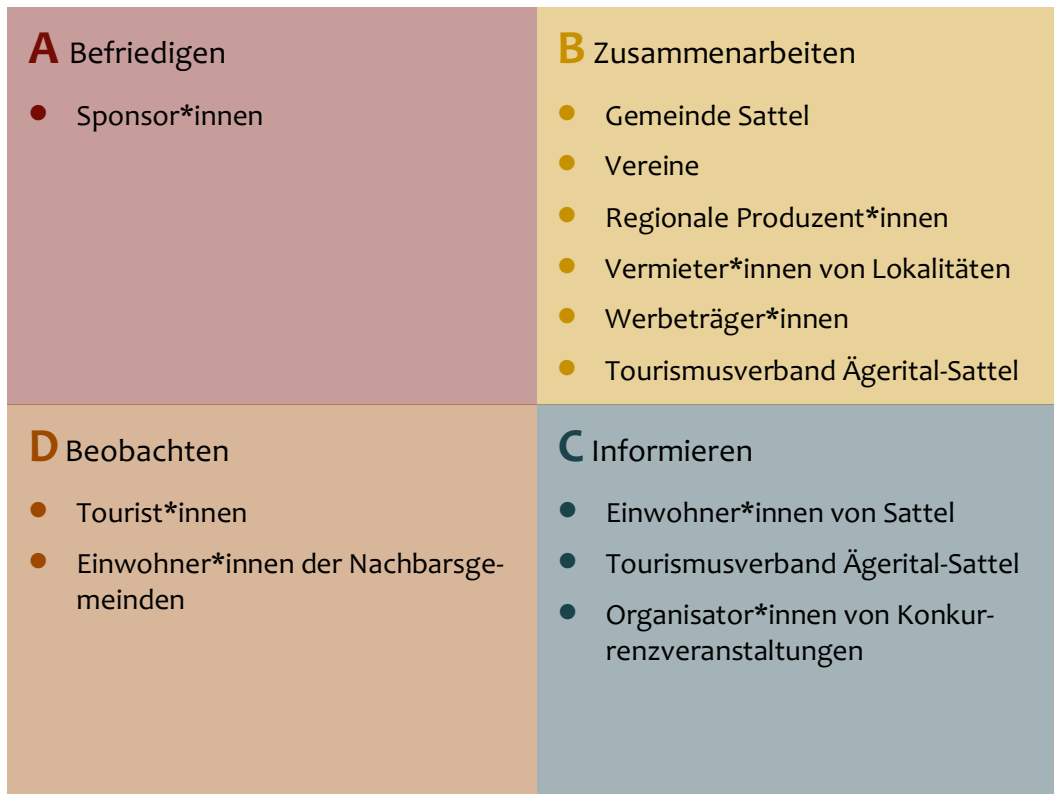 A Befriedigen
● Sponsor*innen
B Zusammenarbeiten
● Gemeinde Sattel
● Vereine
● Regionale Produzent*innen
● Vermieter*innen von Lokalitäten
● Werbeträger*innen
● Tourismusverband Ägerital-Sattel
D Beobachten
● Tourist*innen
● Einwohner*innen der Nachbarsge-
meinden
C Informieren
● Einwohner*innen von Sattel
● Tourismusverband Ägerital-Sattel
● Organisator*innen von Konkur-
renzveranstaltungen